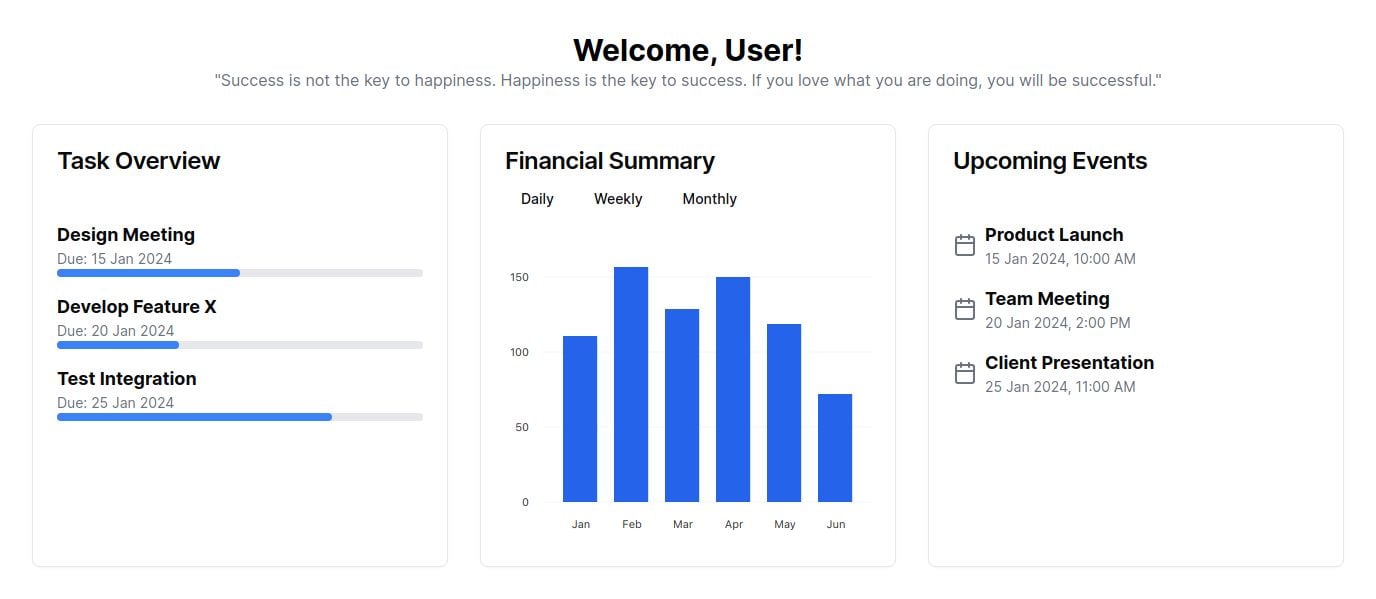 Welcome, User!
"Success is not the key to happiness. Happiness is the key to success. If you love what you are doing, you will be successful."
Task Overview
Design Meeting
Due: 15 Jan 2024
Develop Feature X
Due: 20 Jan 2024
Test Integration
Due: 25 Jan 2024
Financial Summary
Daily Weekly Monthly
150
100
50
0
Jan Feb Mar Apr May Jun
Upcoming Events
Product Launch
15 Jan 2024, 10:00 AM
Team Meeting
20 Jan 2024, 2:00 PM
Client Presentation
25 Jan 2024, 11:00 AM